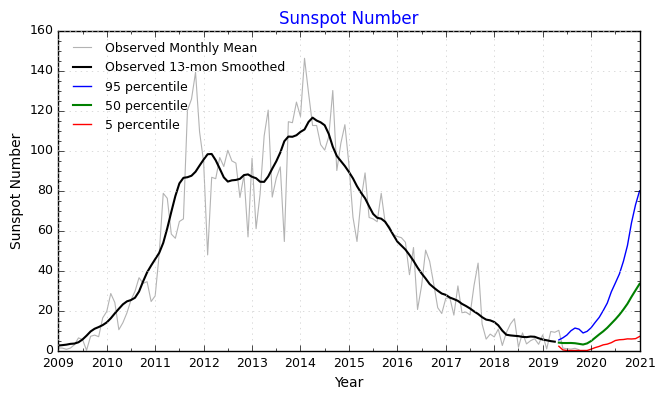 Sunspot Number
160
140
120
100
80
60
40
20
0
Sunspot Number
Observed Monthly Mean
Observed 13-mon Smoothed
95 percentile
50 percentile
5 percentile
2009 2010 2011 2012 2013 2014 2015 2016 2017 2018 2019 2020 2021
Year